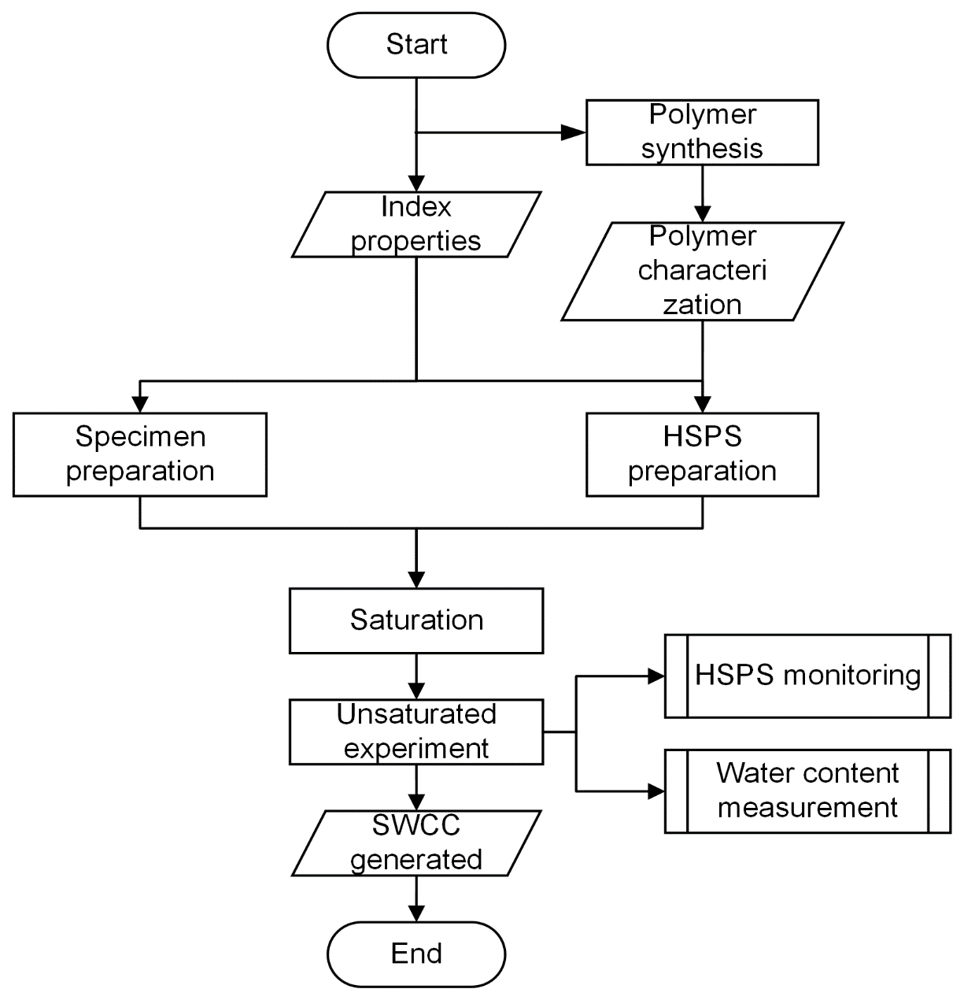 Start
Polymer
synthesis
Index
properties
Polymer
characteri
zation
Specimen
preparation
HSPS
preparation
Saturation
Unsaturated
experiment
HSPS monitoring
Water content
measurement
SWCC
generated
End